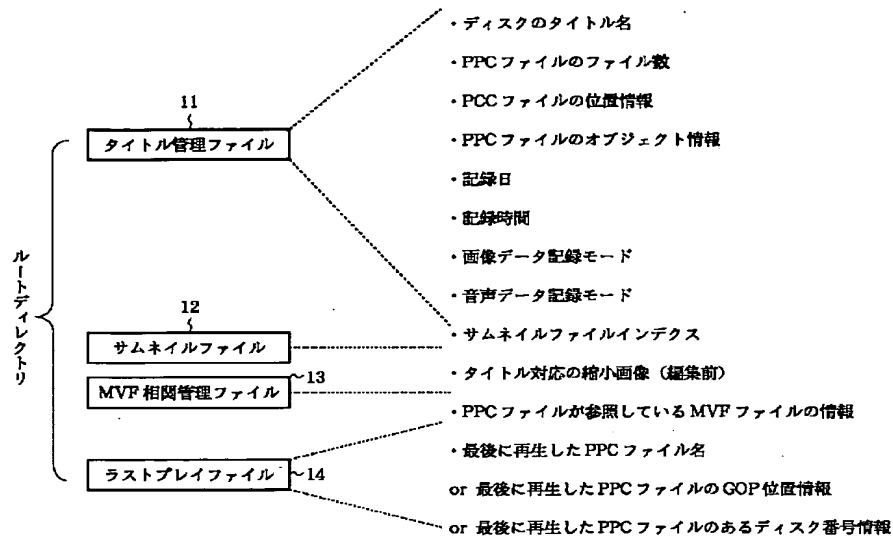 ルートディレクトリ
11
タイトル管理ファイル
12
サムネイルファイル
13
MVF相関管理ファイル
ラストプレイファイル
14
・ディスクのタイトル名
・PPCファイルのファイル数
・PCCファイルの位置情報
・PPCファイルのオブジェクト情報
・記録日
・記録時間
・画像データ記録モード
・音声データ記録モード
・サムネイルファイルインデクス
・タイトル対応の縮小画像（編集前）
・PPCファイルが参照しているMVFファイルの情報
・最後に再生したPPCファイル名
or 最後に再生したPPCファイルのGOP位置情報
or 最後に再生したPPCファイルのあるディスク番号情報